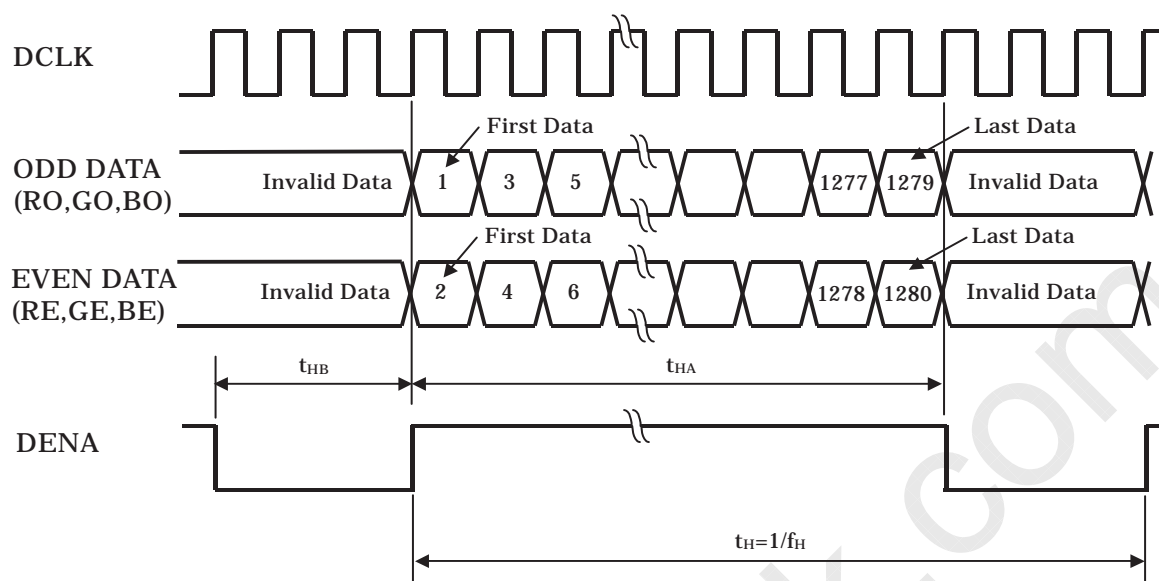 DCLK
First Data
Last Data
ODD DATA
(RO,GO,BO)
Invalid Data
1
3
5
1277
1279
Invalid Data
First Data
Last Data
EVEN DATA
(RE,GE,BE)
Invalid Data
2
4
6
1278
1280
Invalid Data
tHB
tHA
DENA
tH=1/fH